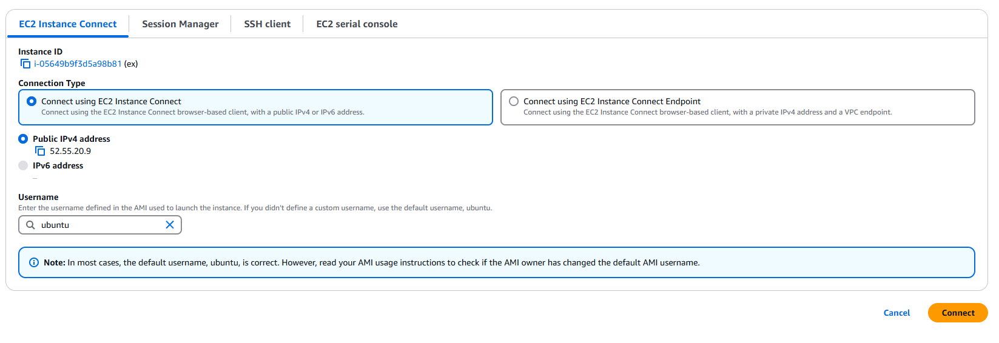 EC2 Instance Connect
Session Manager
SSH client
EC2 serial console
Instance ID
i-05649b9f3d5a98b81 (ex)
Connection Type
Connect using EC2 Instance Connect
Connect using the EC2 Instance Connect browser-based client, with a public IPv4 or IPv6 address.
Connect using EC2 Instance Connect Endpoint
Connect using the EC2 Instance Connect browser-based client, with a private IPv4 address and a VPC endpoint.
Public IPv4 address
52.55.20.9
IPv6 address
–
Username
Enter the username defined in the AMI used to launch the instance. If you didn't define a custom username, use the default username, ubuntu.
ubuntu
Note: In most cases, the default username, ubuntu, is correct. However, read your AMI usage instructions to check if the AMI owner has changed the default AMI username.
Cancel
Connect